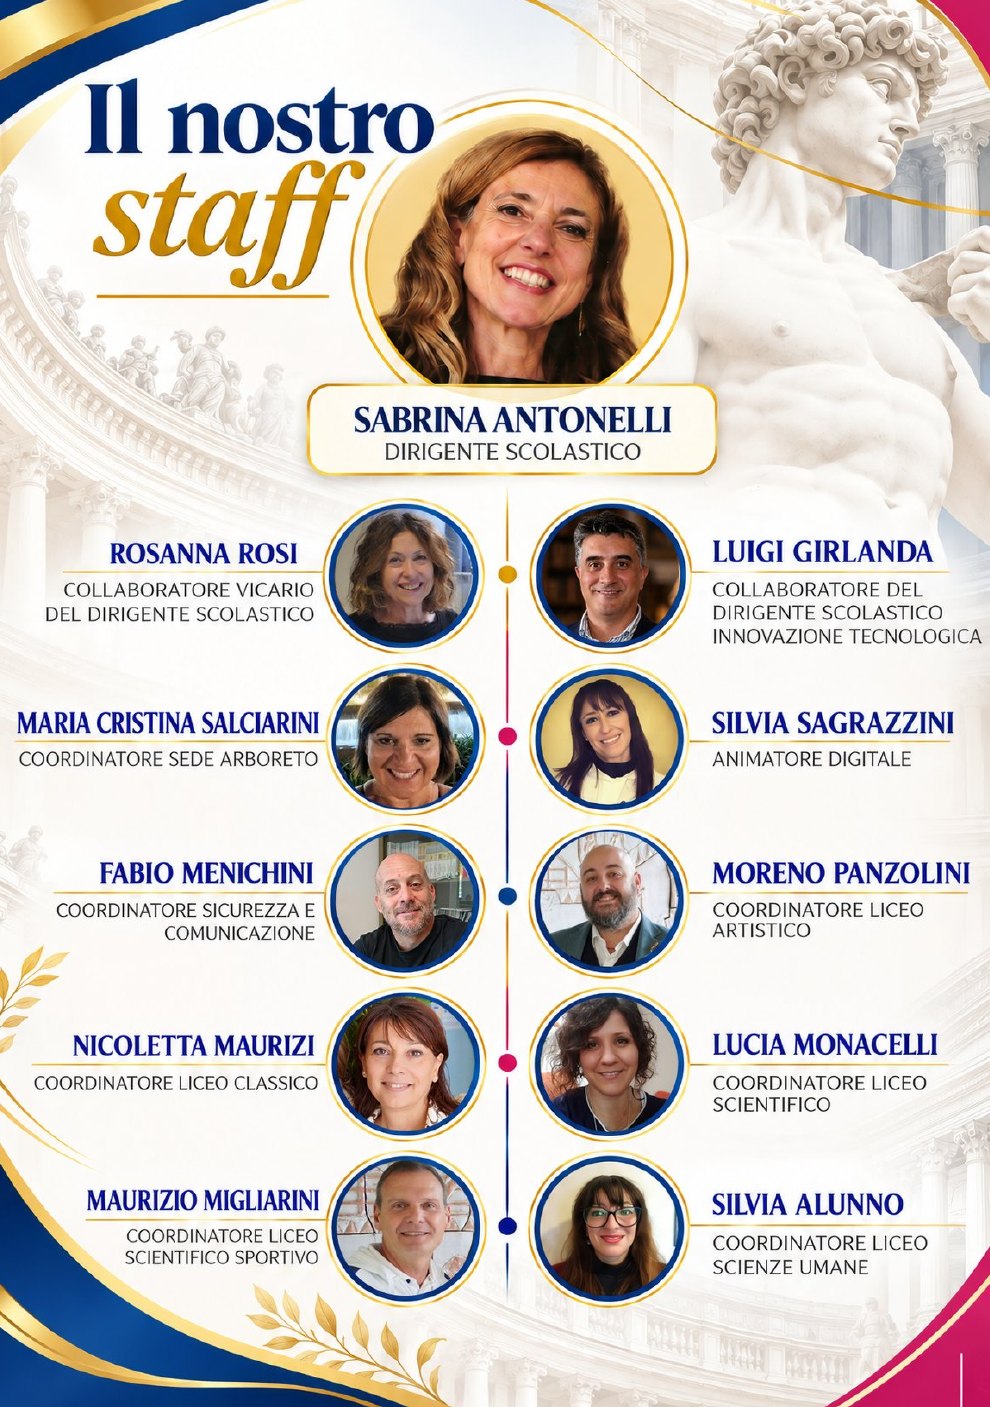 Il nostro
staff
SABRINA ANTONELLI
DIRIGENTE SCOLASTICO
ROSANNA ROSI
COLLABORATORE VICARIO
DEL DIRIGENTE SCOLASTICO
LUIGI GIRLANDA
COLLABORATORE DEL
DIRIGENTE SCOLASTICO
INNOVAZIONE TECNOLOGICA
MARIA CRISTINA SALCIARINI
COORDINATORE SEDE ARBORETO
SILVIA SAGRAZZINI
ANIMATORE DIGITALE
FABIO MENICHINI
COORDINATORE SICUREZZA E
COMUNICAZIONE
MORENO PANZOLINI
COORDINATORE LICEO
ARTISTICO
NICOLETTA MAURIZI
COORDINATORE LICEO CLASSICO
LUCIA MONACELLI
COORDINATORE LICEO
SCIENTIFICO
MAURIZIO MIGLIARINI
COORDINATORE LICEO
SCIENTIFICO SPORTIVO
SILVIA ALUNNO
COORDINATORE LICEO
SCIENZE UMANE